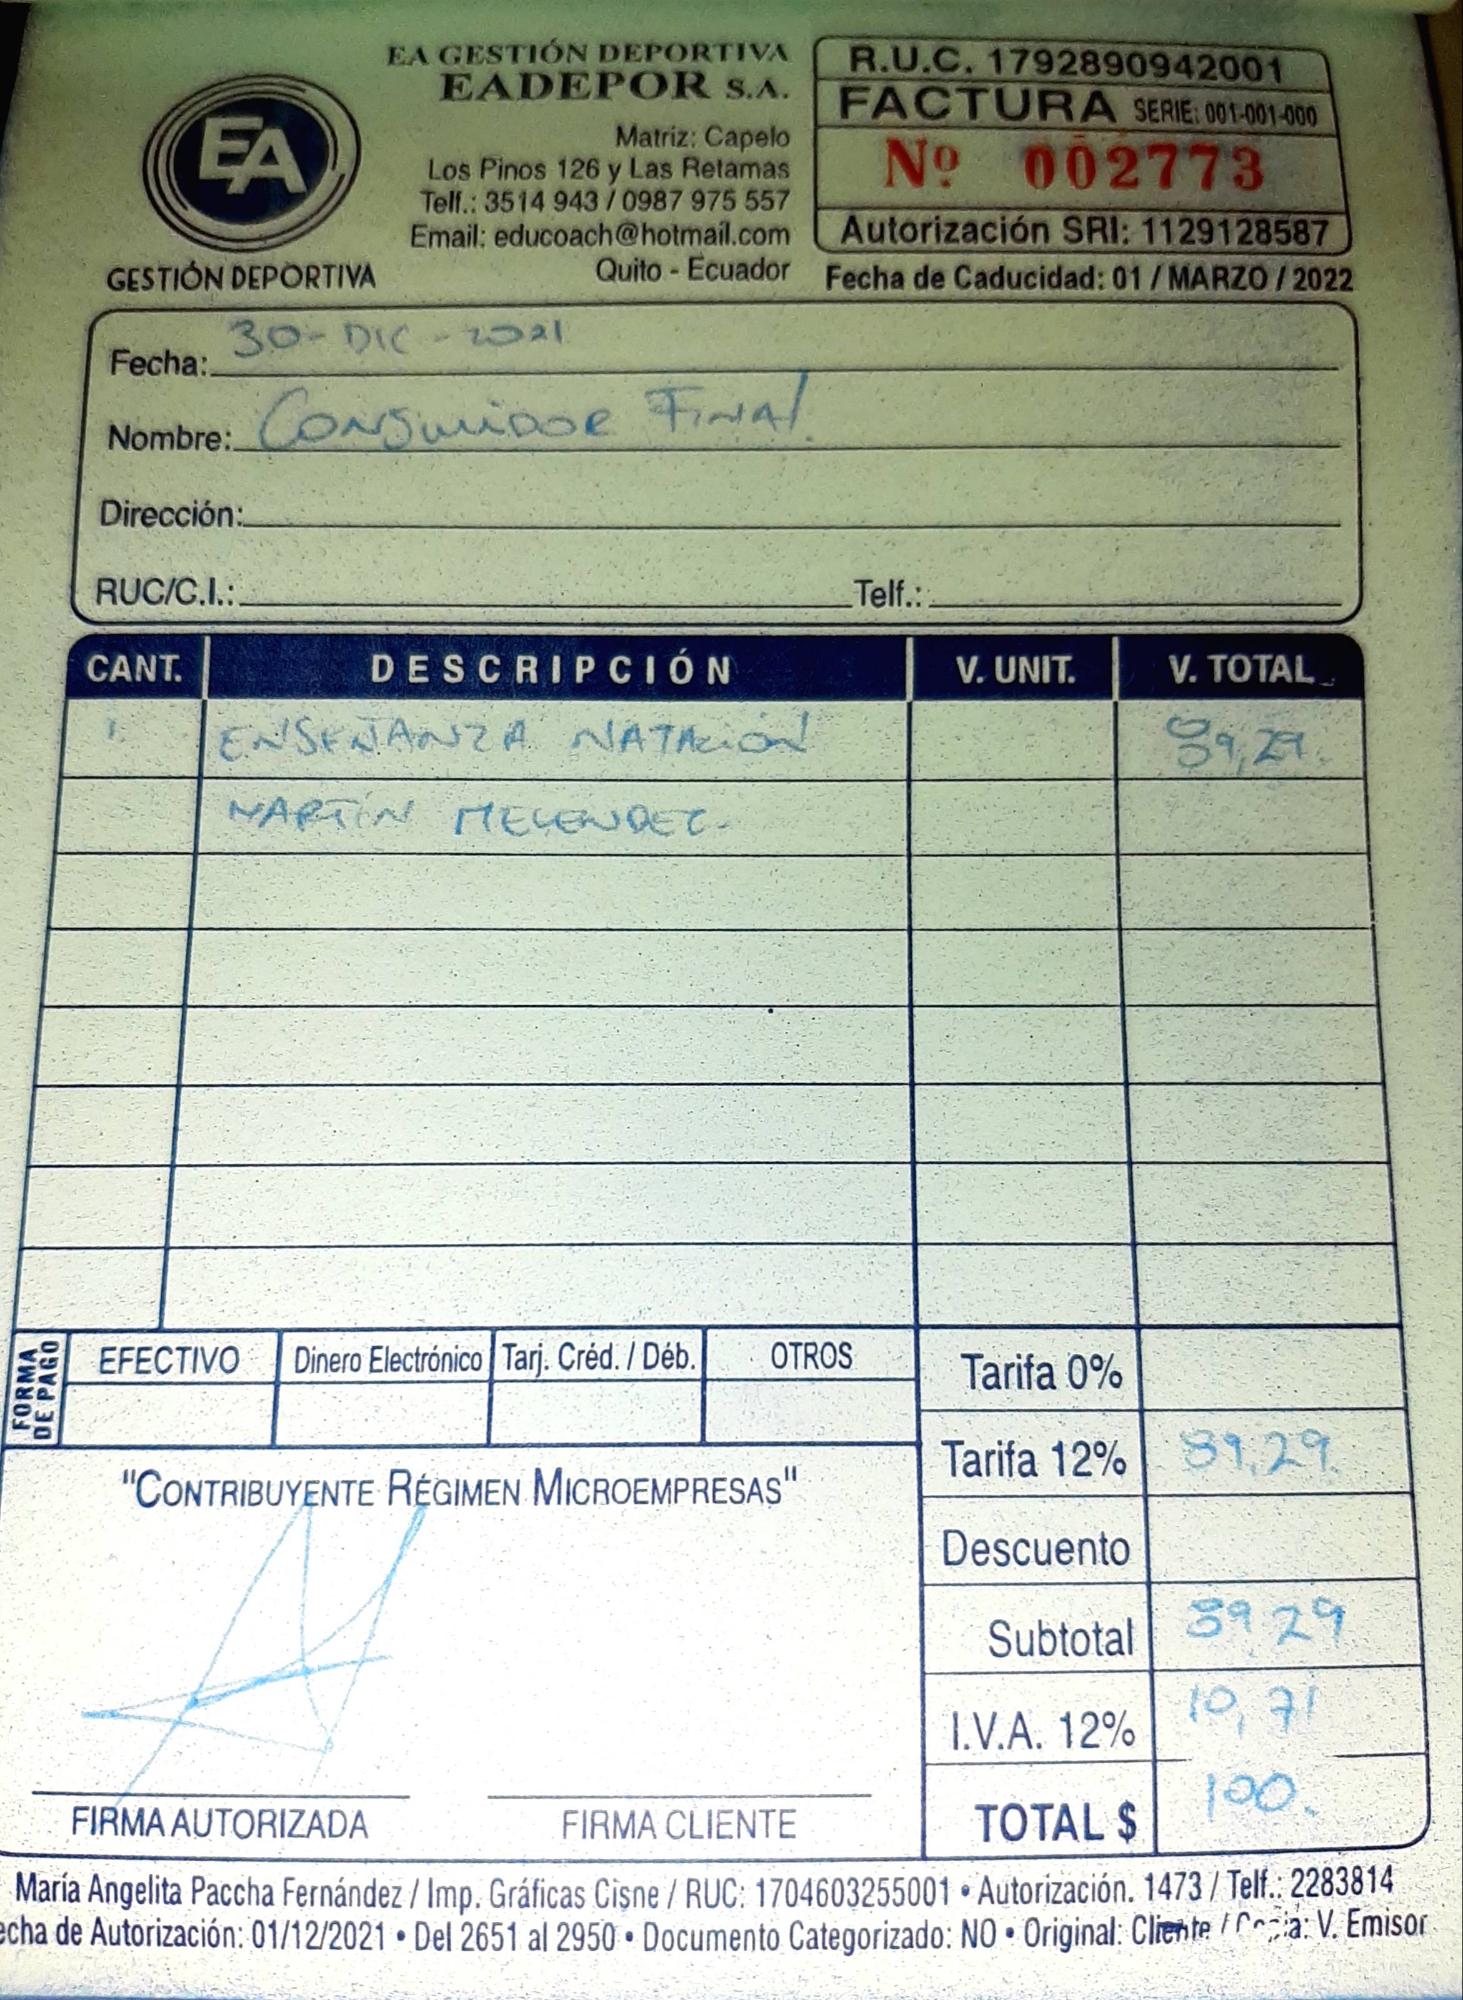 EA GESTIÓN DEPORTIVA
EADEPOR S.A.
Matriz: Capelo
Los Pinos 126 y Las Retamas
Telf.: 3514 943 / 0987 975 557
Email: educoach@hotmail.com
Quito - Ecuador
EA
GESTIÓN DEPORTIVA
R.U.C. 1792890942001
FACTURA SERIE: 001-001-000
Nº 002773
Autorización SRI: 1129128587
Fecha de Caducidad: 01 / MARZO / 2022
Fecha: 30-DIC-2021
Nombre: Consumidor Final
Dirección:
RUC/C.I.: Telf.:
CANT. DESCRIPCIÓN V. UNIT. V. TOTAL
1. ENSEÑANZA NATACIÓN 89,29.
MARTÍN MELENDEZ.
FORMA DE PAGO
EFECTIVO Dinero Electrónico Tarj. Créd. / Déb. OTROS
Tarifa 0%
Tarifa 12% 89,29.
Descuento
Subtotal 89,29
I.V.A. 12% 10,71
TOTAL $ 100.
"CONTRIBUYENTE RÉGIMEN MICROEMPRESAS"
FIRMA AUTORIZADA FIRMA CLIENTE
María Angelita Paccha Fernández / Imp. Gráficas Cisne / RUC: 1704603255001 • Autorización. 1473 / Telf.: 2283814
echa de Autorización: 01/12/2021 • Del 2651 al 2950 • Documento Categorizado: NO • Original: Cliente / Copia: V. Emisor